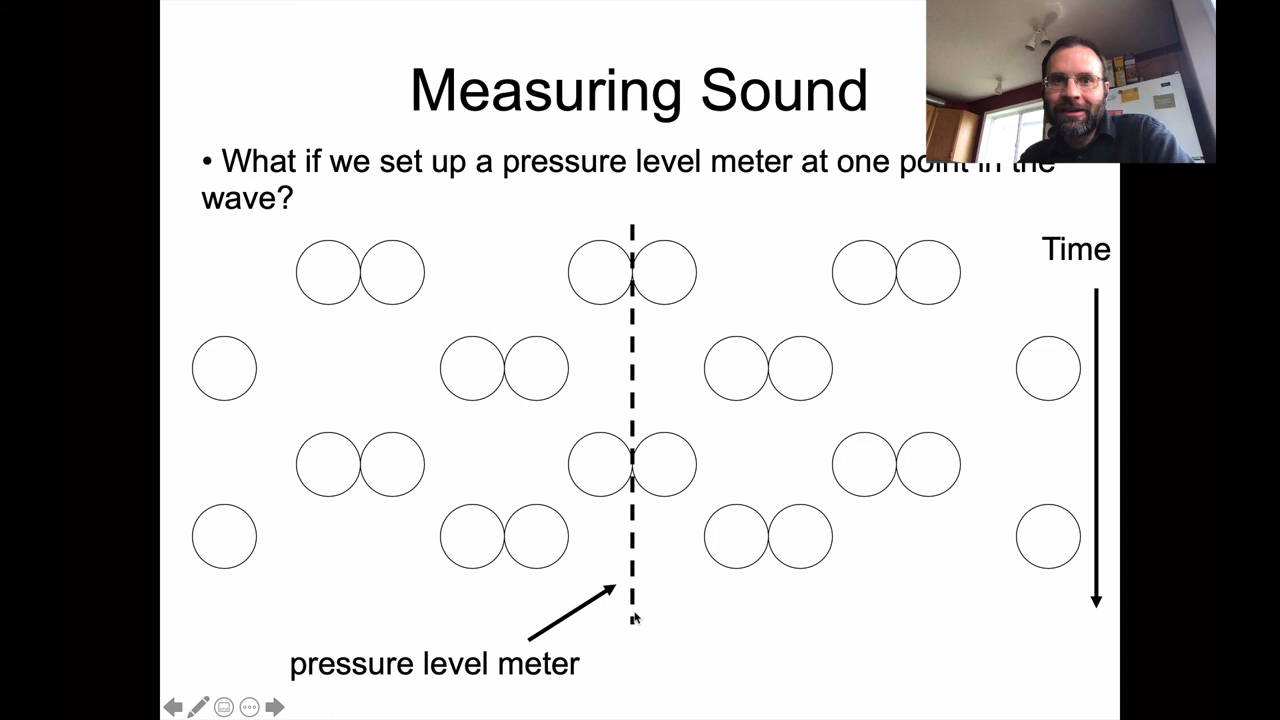 Measuring Sound
• What if we set up a pressure level meter at one point in the
wave?
Time
pressure level meter